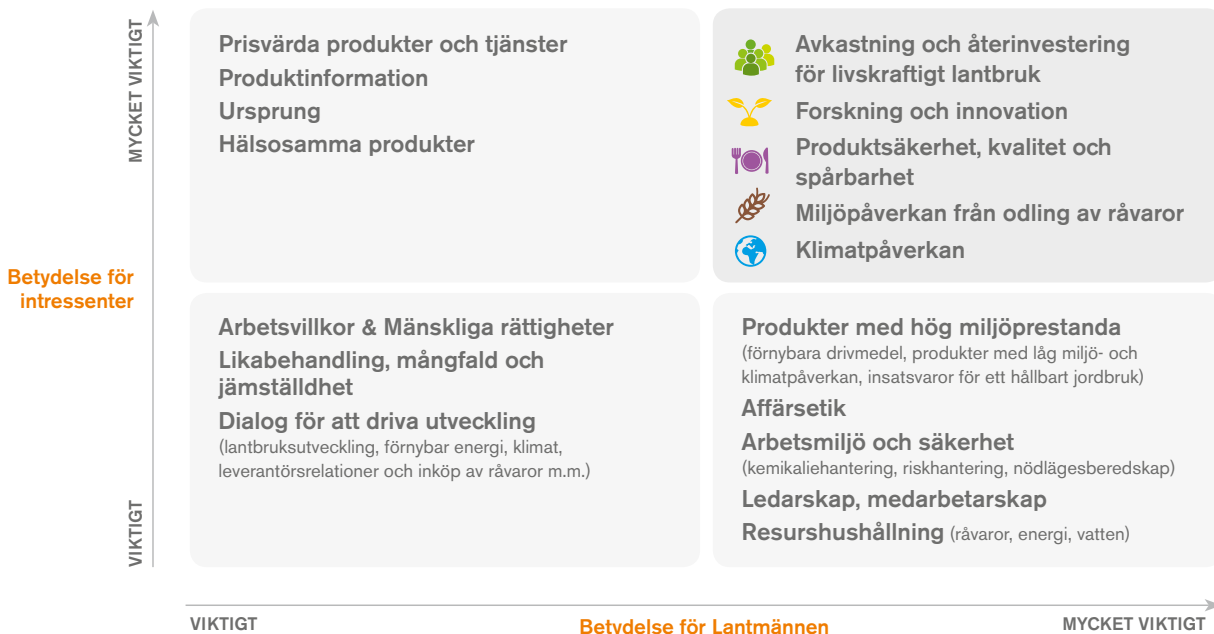 MYCKET VIKTIGT
Prisvärda produkter och tjänster
Produktinformation
Ursprung
Hälsosamma produkter
Avkastning och återinvestering
för livskraftigt lantbruk
Forskning och innovation
Produktsäkerhet, kvalitet och
spårbarhet
Miljöpåverkan från odling av råvaror
Klimatpåverkan
Betydelse för
intressenter
Arbetsvillkor & Mänskliga rättigheter
Likabehandling, mångfald och
jämställdhet
Dialog för att driva utveckling
(lantbruksutveckling, förnybar energi, klimat,
leverantörsrelationer och inköp av råvaror m.m.)
Produkter med hög miljöprestanda
(förnybara drivmedel, produkter med låg miljö- och
klimatpåverkan, insatsvaror för ett hållbart jordbruk)
Affärsetik
Arbetsmiljö och säkerhet
(kemikaliehantering, riskhantering, nödlägesberedskap)
Ledarskap, medarbetarskap
Resurshushållning (råvaror, energi, vatten)
VIKTIGT
VIKTIGT
Betydelse för Lantmännen
MYCKET VIKTIGT